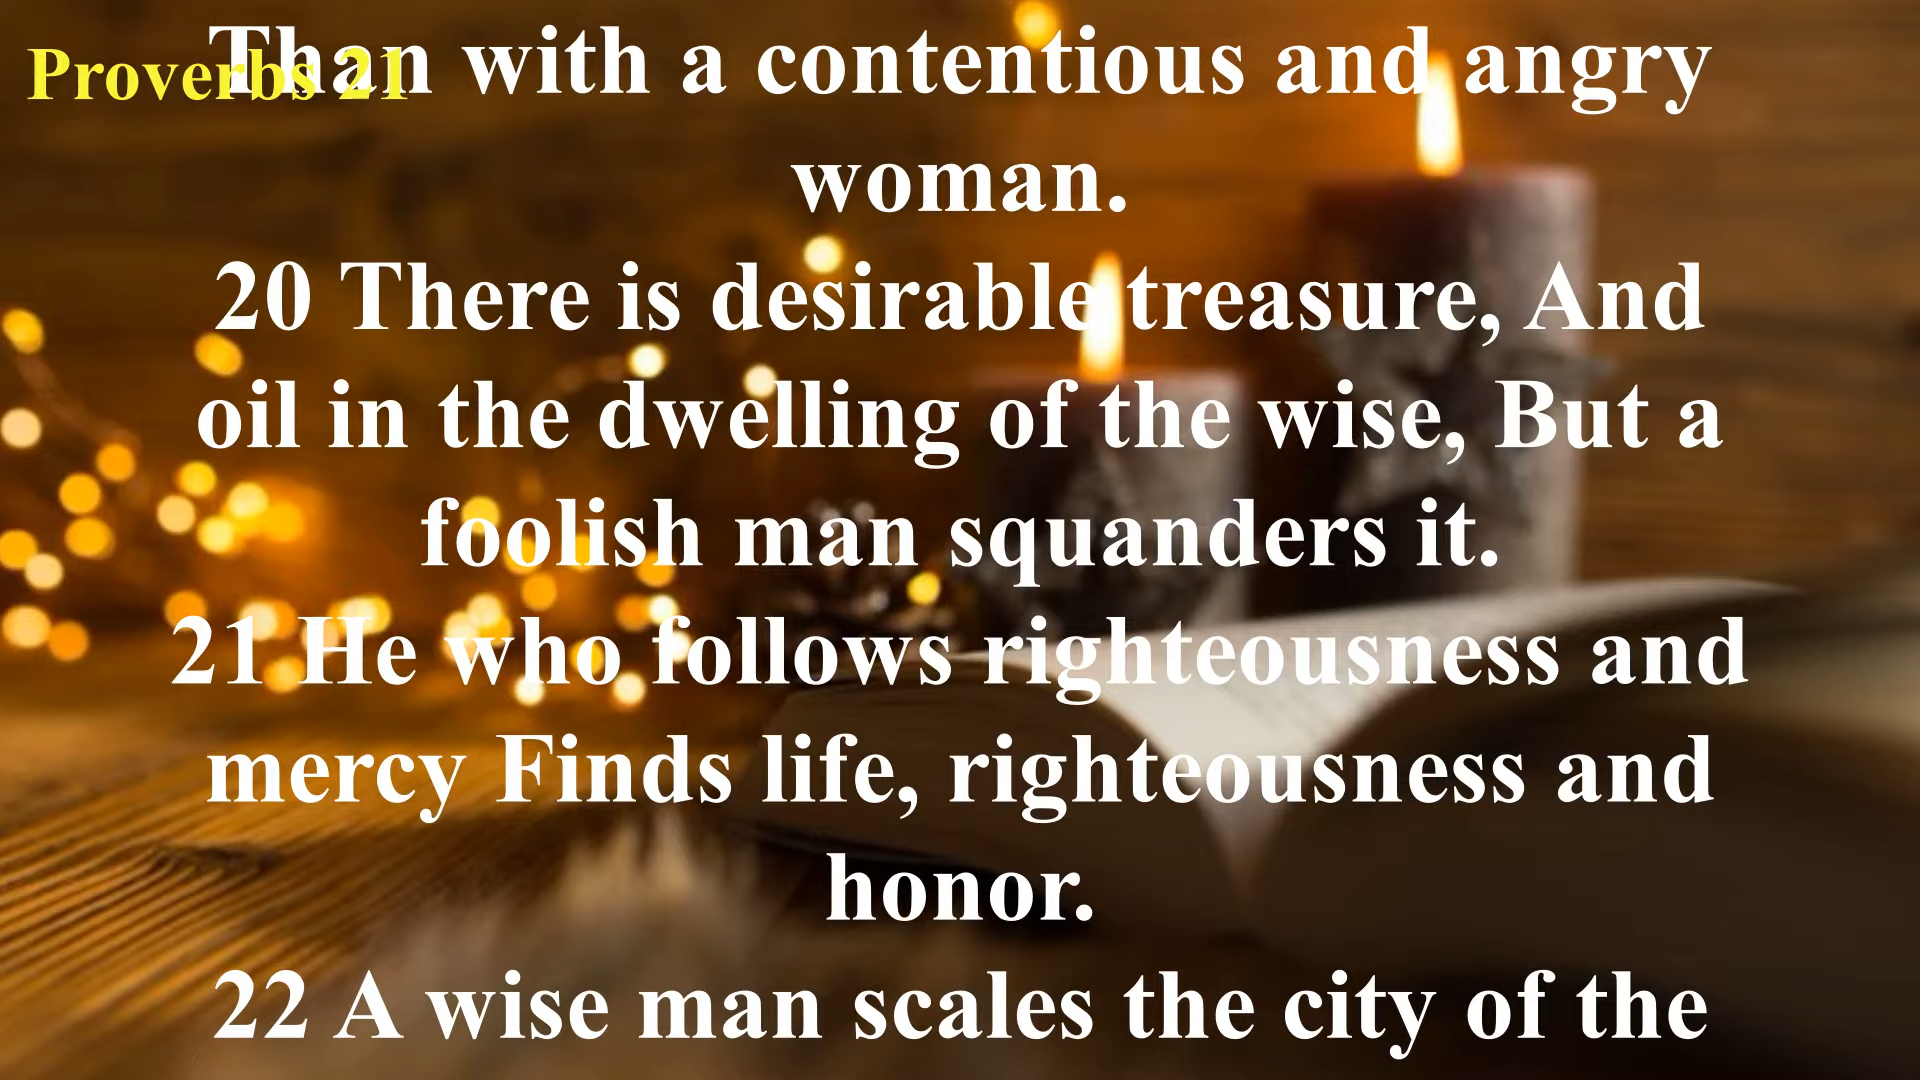 Proverbs 21
Than with a contentious and angry
woman.
20 There is desirable treasure, And
oil in the dwelling of the wise, But a
foolish man squanders it.
21 He who follows righteousness and
mercy Finds life, righteousness and
honor.
22 A wise man scales the city of the